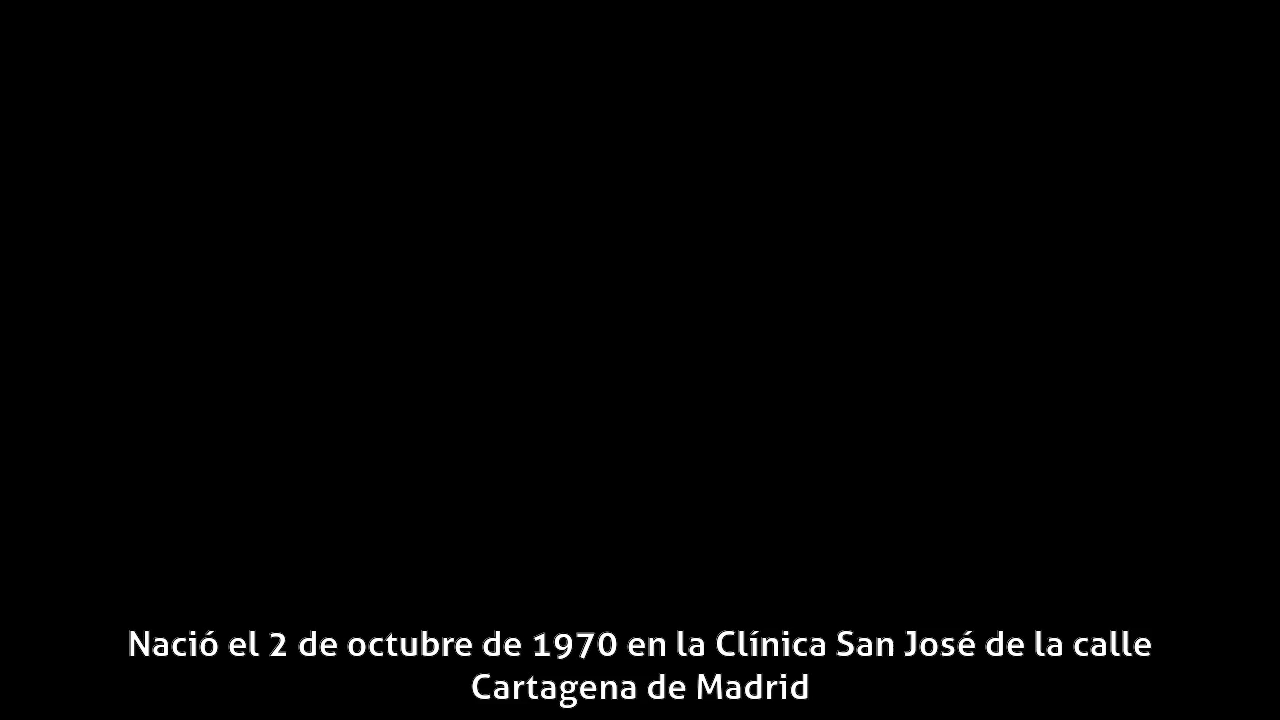 Nació el 2 de octubre de 1970 en la Clínica San José de la calle
Cartagena de Madrid